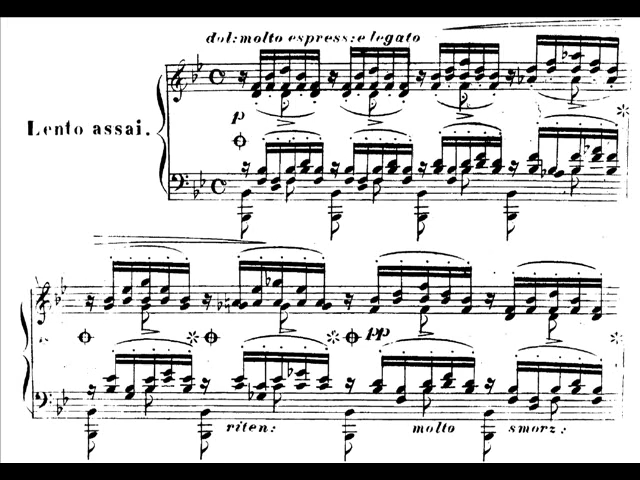 dol: molto espress: e legato
Lento assai.
p
pp
riten: molto smorz: